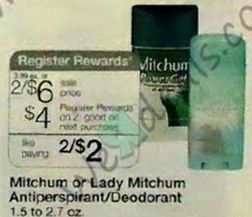 Register Rewards
3.99 ea. or
2/$6 sale price
$4 Register Rewards on 2; good on next purchase
like paying 2/$2
Mitchum
PowerGel
Mitchum or Lady Mitchum
Antiperspirant/Deodorant
1.5 to 2.7 oz.